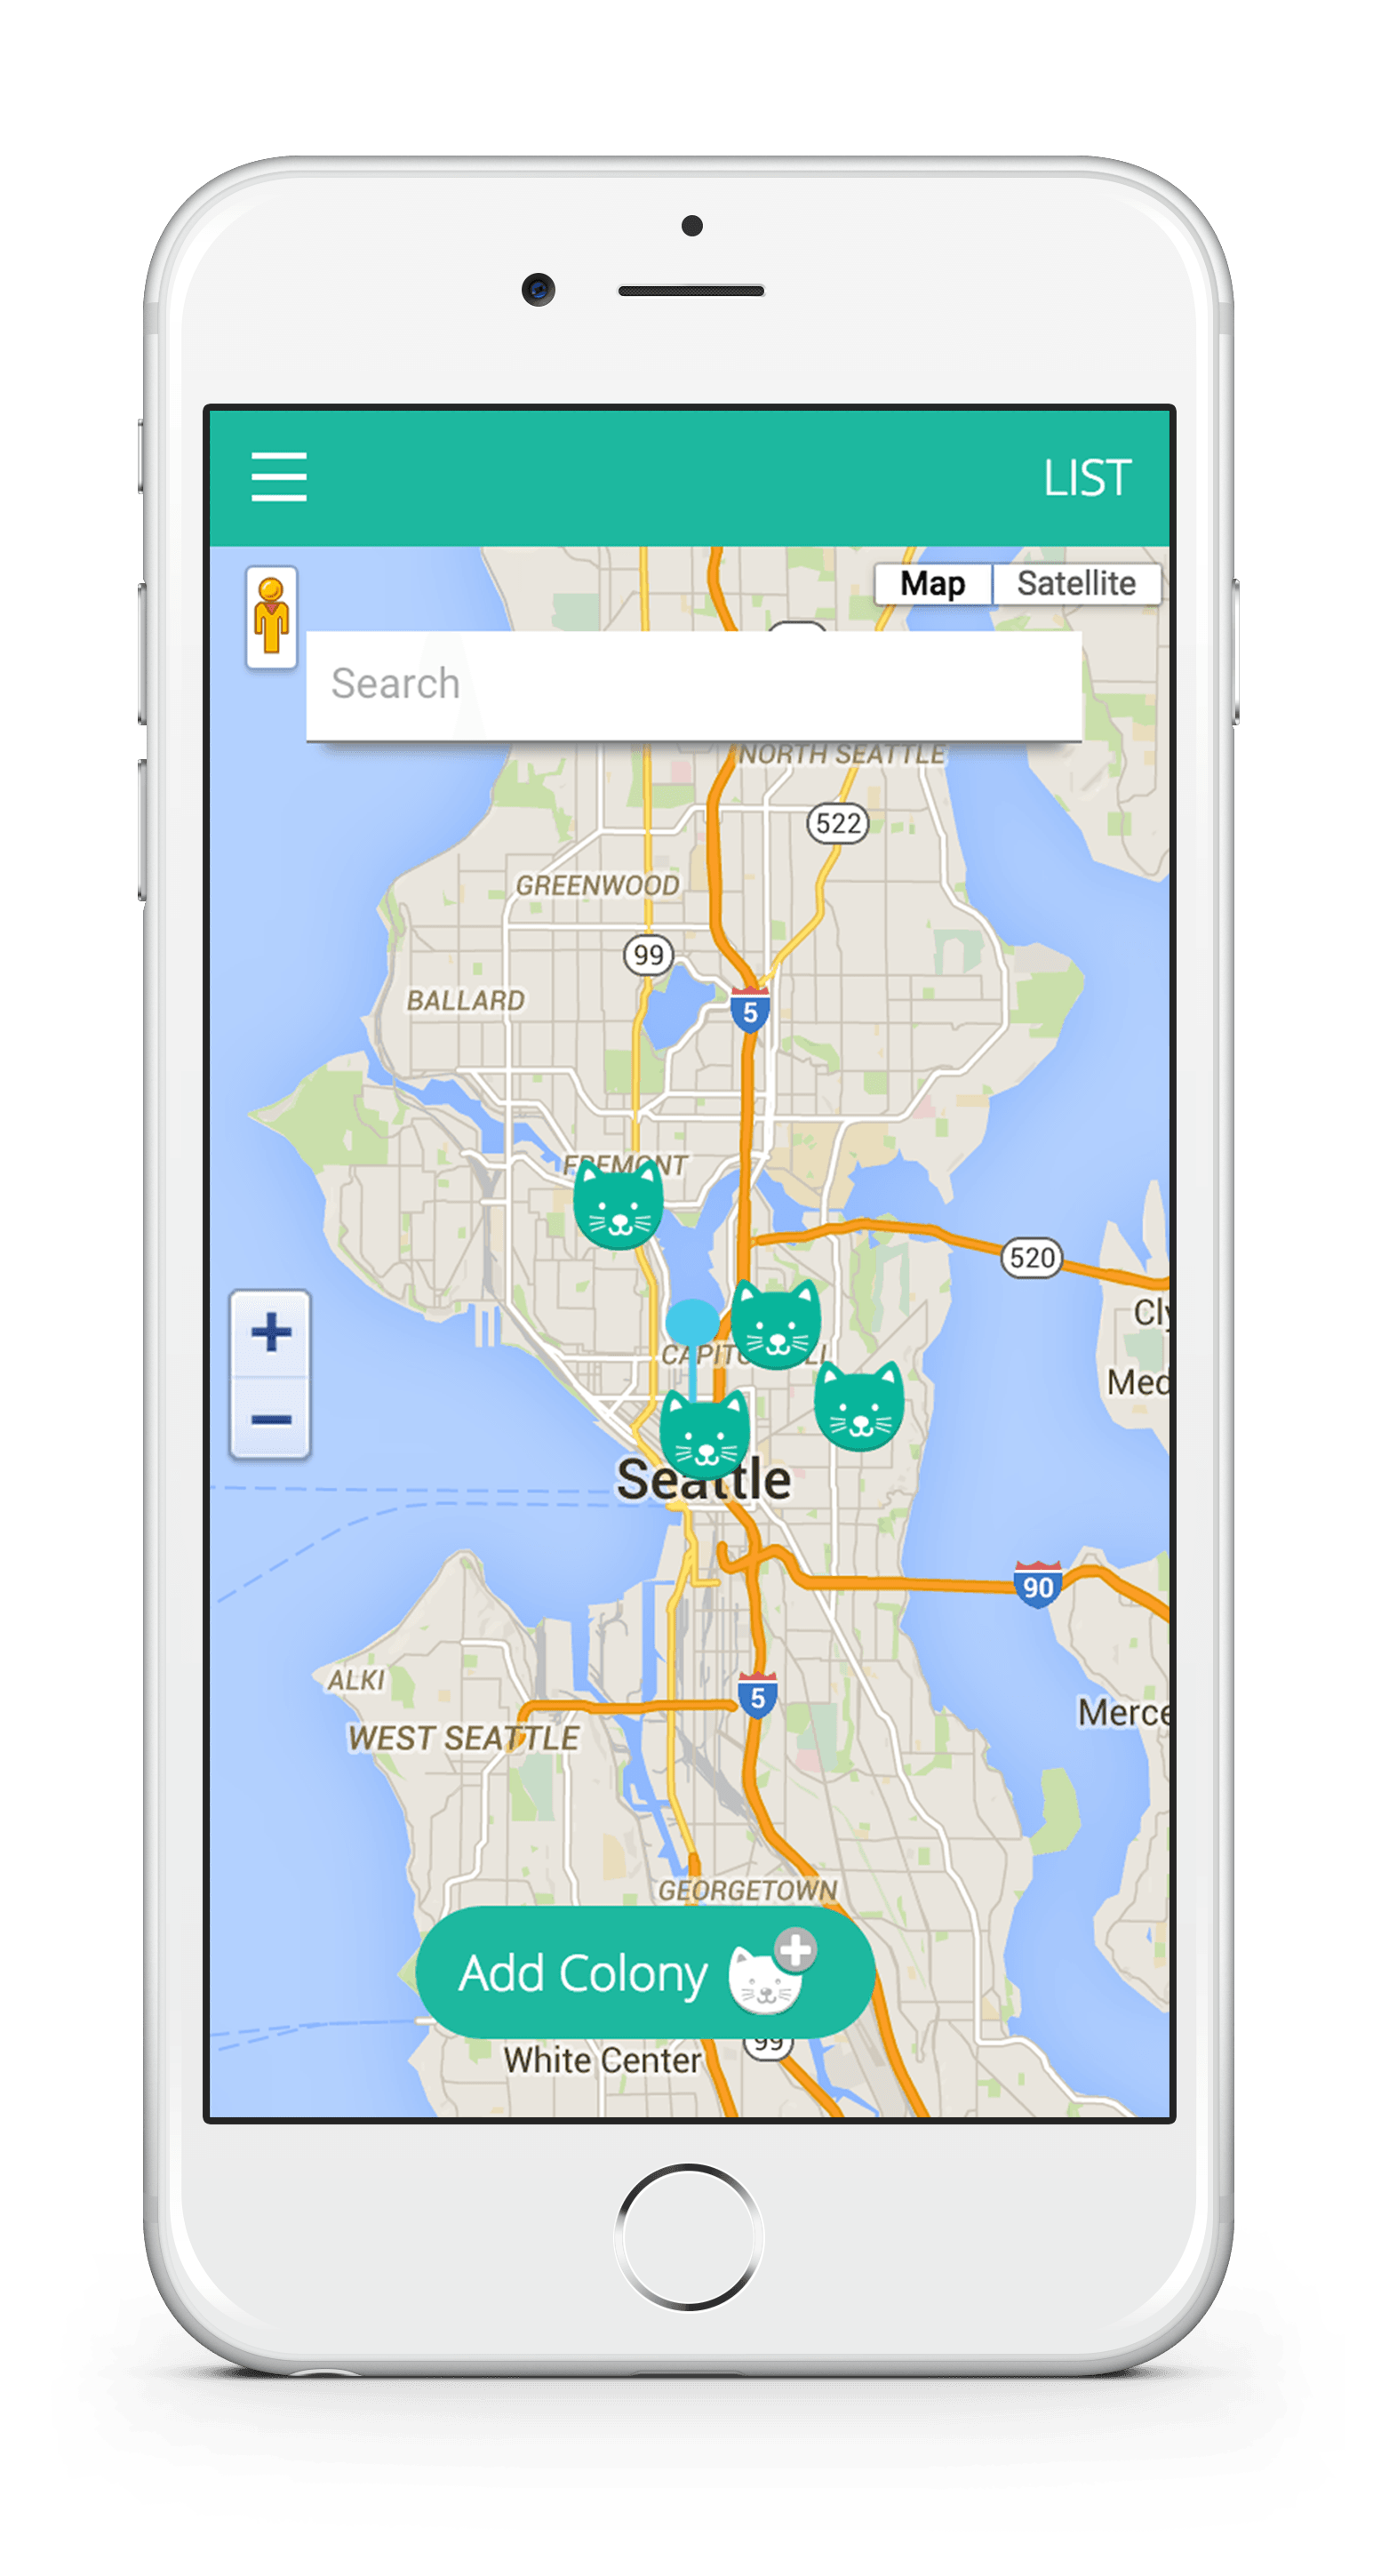 LIST
Map
Satellite
Search
NORTH SEATTLE
522
GREENWOOD
99
BALLARD
5
FREMONT
520
Cly
CAPITOL HILL
Med
Seattle
90
ALKI
5
Merce
WEST SEATTLE
GEORGETOWN
Add Colony
99
White Center